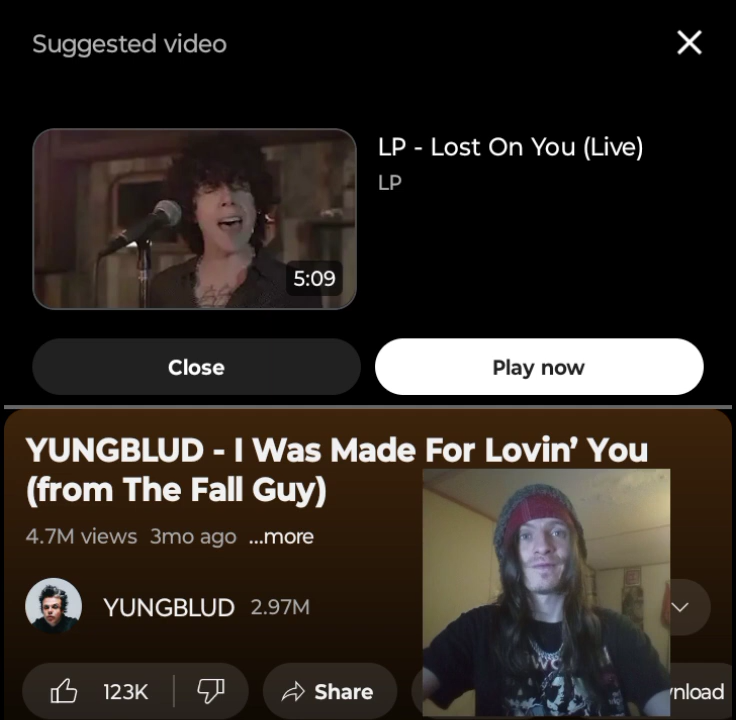 Suggested video
LP - Lost On You (Live)
LP
5:09
Close
Play now
YUNGBLUD - I Was Made For Lovin’ You
(from The Fall Guy)
4.7M views 3mo ago ...more
YUNGBLUD 2.97M
123K
Share
nload